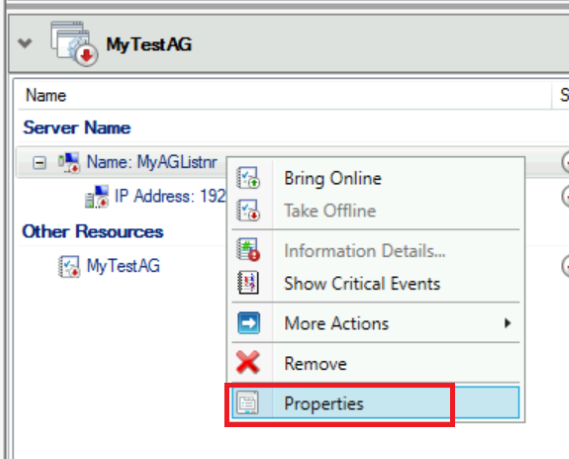 MyTestAG
Name
S
Server Name
Name: MyAGListnr
IP Address: 192
Other Resources
MyTestAG
Bring Online
Take Offline
Information Details...
Show Critical Events
More Actions
Remove
Properties